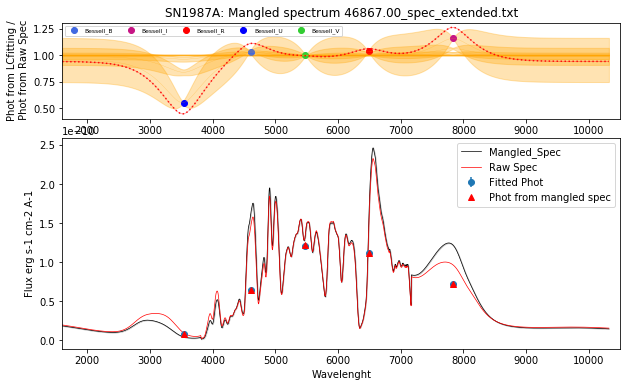 SN1987A: Mangled spectrum 46867.00_spec_extended.txt
Phot from LCfitting /
Phot from Raw Spec
1.25
1.00
0.75
0.50
Bessell_B
Bessell_I
Bessell_R
Bessell_U
Bessell_V
2000 3000 4000 5000 6000 7000 8000 9000 10000
1e−10
Flux erg s-1 cm-2 A-1
2.5
2.0
1.5
1.0
0.5
0.0
Mangled_Spec
Raw Spec
Fitted Phot
Phot from mangled spec
2000 3000 4000 5000 6000 7000 8000 9000 10000
Wavelenght